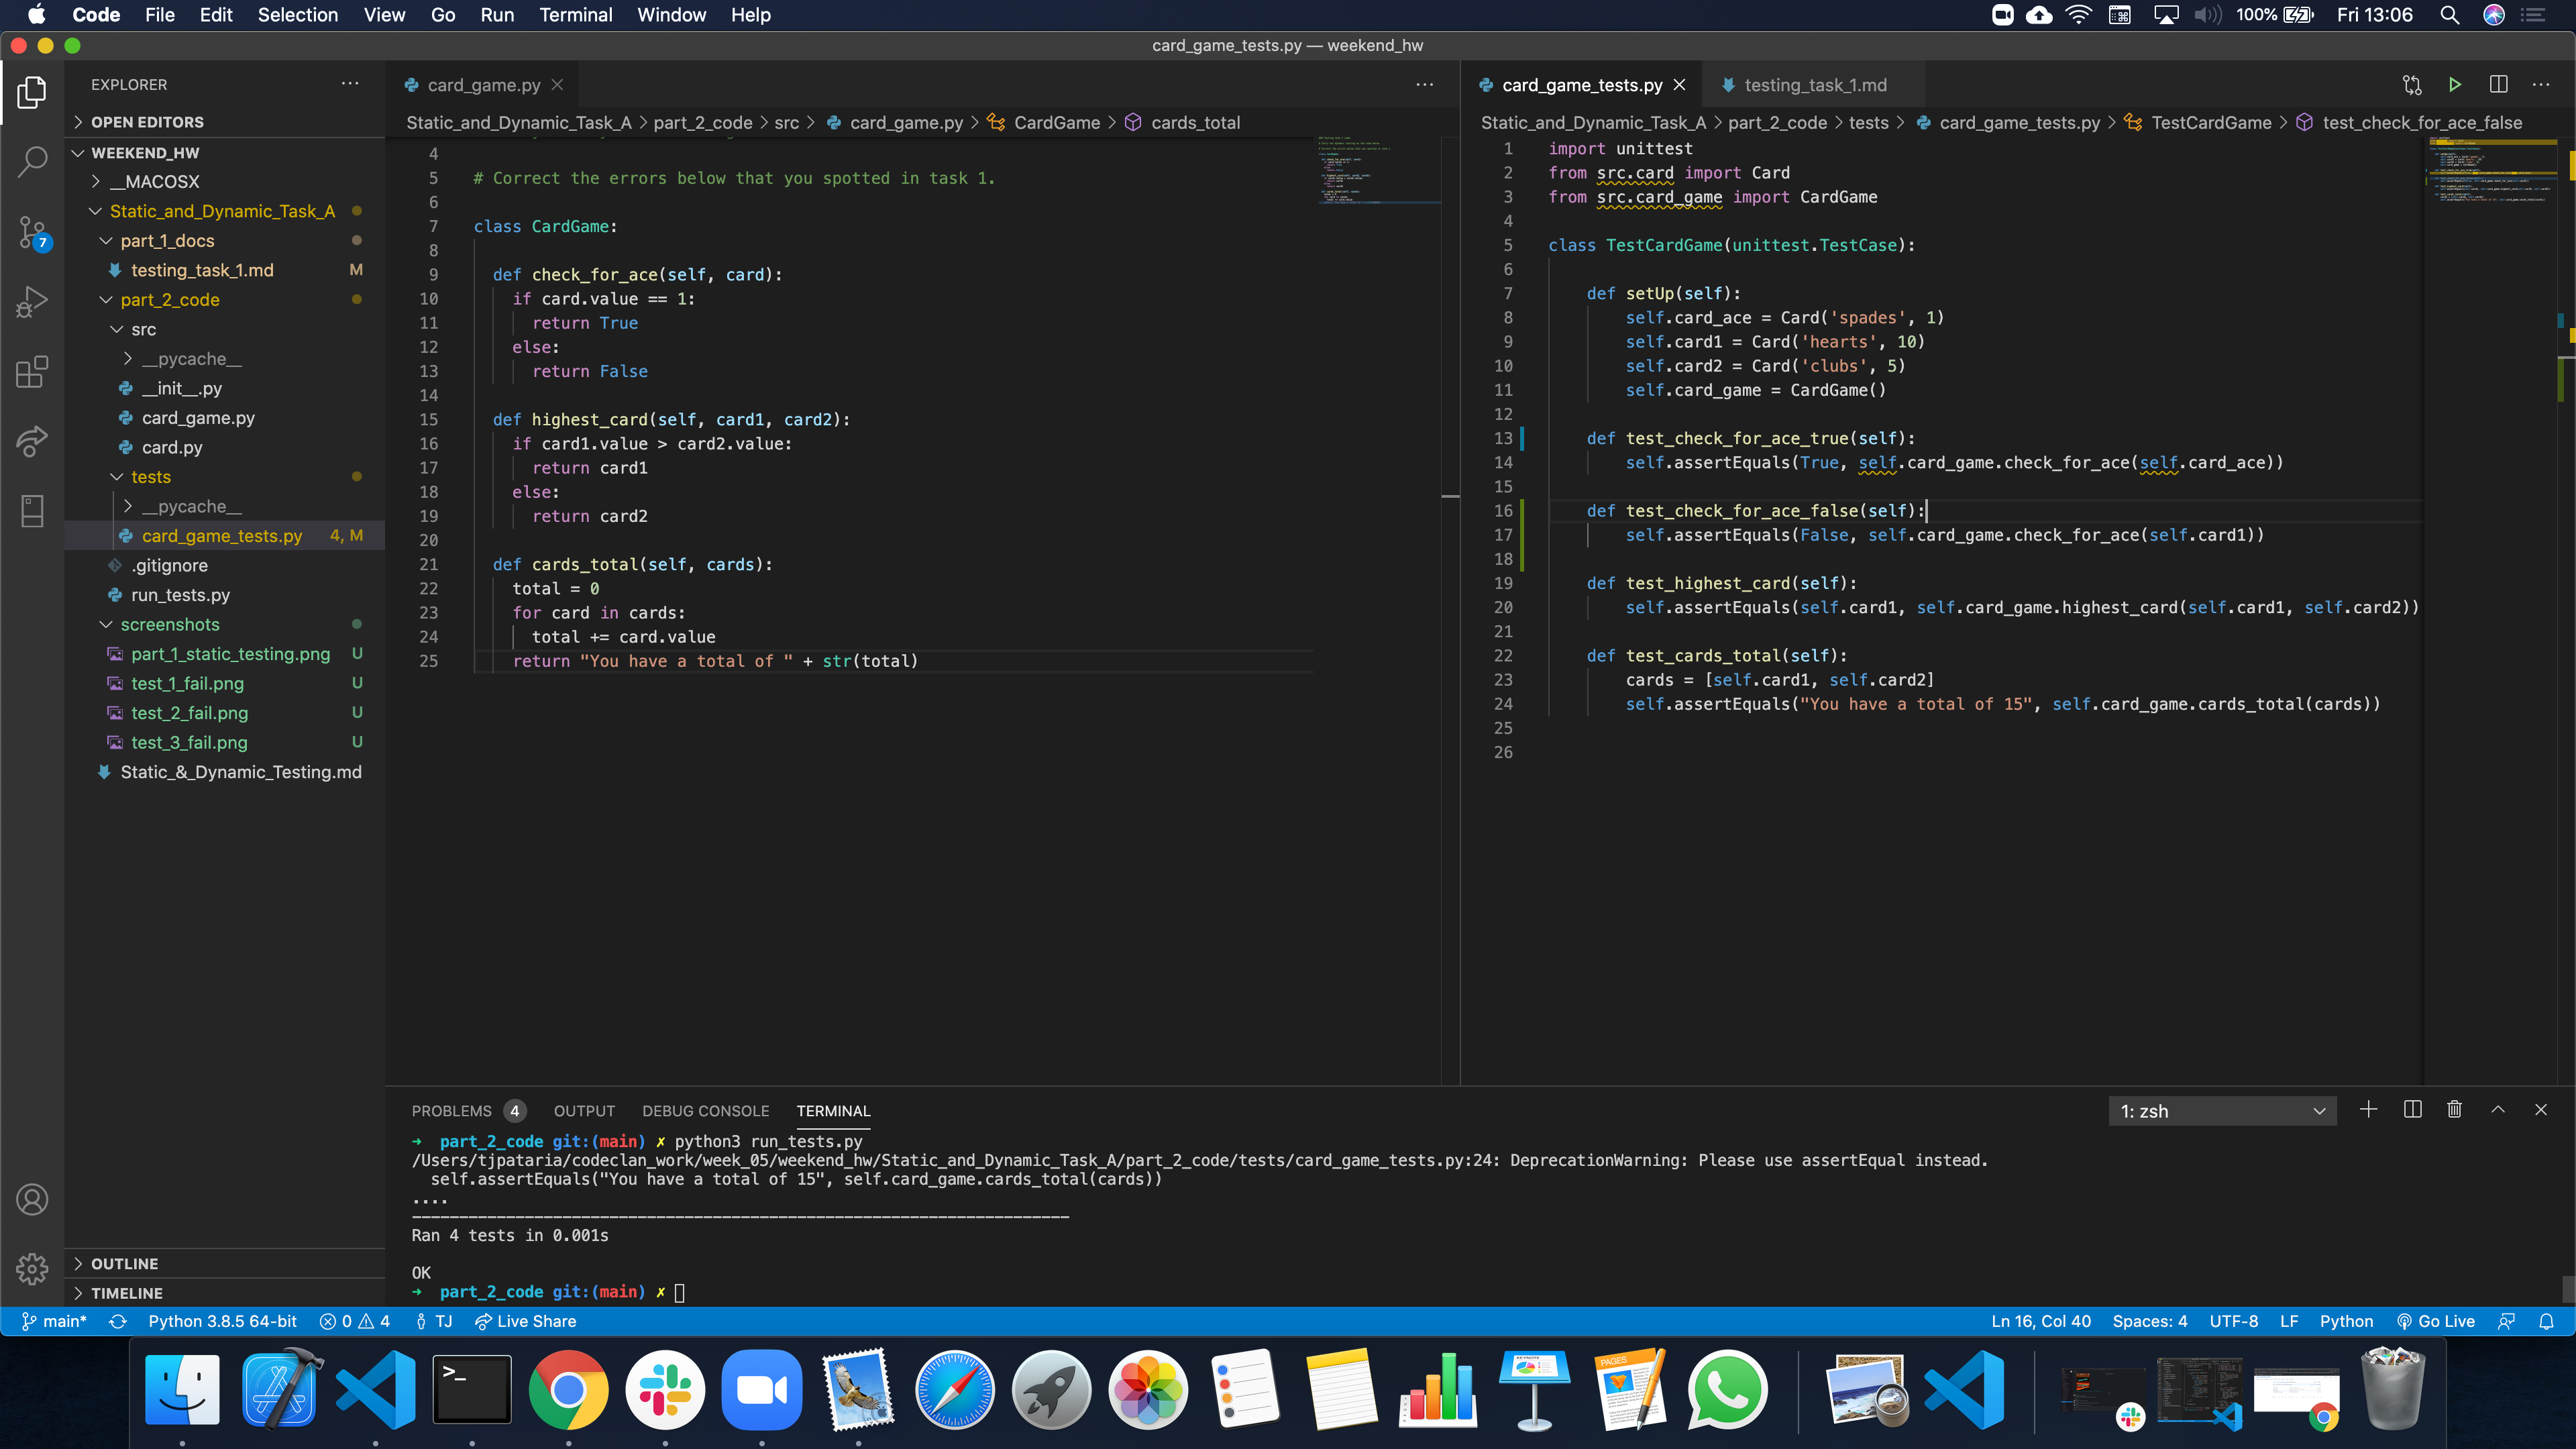 Code File Edit Selection View Go Run Terminal Window Help 100% Fri 13:06
card_game_tests.py — weekend_hw
EXPLORER
OPEN EDITORS
WEEKEND_HW
__MACOSX
Static_and_Dynamic_Task_A
part_1_docs
testing_task_1.md M
part_2_code
src
__pycache__
__init__.py
card_game.py
card.py
tests
__pycache__
card_game_tests.py 4, M
.gitignore
run_tests.py
screenshots
part_1_static_testing.png U
test_1_fail.png U
test_2_fail.png U
test_3_fail.png U
Static_&_Dynamic_Testing.md
OUTLINE
TIMELINE
7
card_game.py
Static_and_Dynamic_Task_A > part_2_code > src > card_game.py > CardGame > cards_total
4
5 # Correct the errors below that you spotted in task 1.
6
7 class CardGame:
8
9 def check_for_ace(self, card):
10 if card.value == 1:
11 return True
12 else:
13 return False
14
15 def highest_card(self, card1, card2):
16 if card1.value > card2.value:
17 return card1
18 else:
19 return card2
20
21 def cards_total(self, cards):
22 total = 0
23 for card in cards:
24 total += card.value
25 return "You have a total of " + str(total)
card_game_tests.py testing_task_1.md
Static_and_Dynamic_Task_A > part_2_code > tests > card_game_tests.py > TestCardGame > test_check_for_ace_false
1 import unittest
2 from src.card import Card
3 from src.card_game import CardGame
4
5 class TestCardGame(unittest.TestCase):
6
7 def setUp(self):
8 self.card_ace = Card('spades', 1)
9 self.card1 = Card('hearts', 10)
10 self.card2 = Card('clubs', 5)
11 self.card_game = CardGame()
12
13 def test_check_for_ace_true(self):
14 self.assertEquals(True, self.card_game.check_for_ace(self.card_ace))
15
16 def test_check_for_ace_false(self):
17 self.assertEquals(False, self.card_game.check_for_ace(self.card1))
18
19 def test_highest_card(self):
20 self.assertEquals(self.card1, self.card_game.highest_card(self.card1, self.card2))
21
22 def test_cards_total(self):
23 cards = [self.card1, self.card2]
24 self.assertEquals("You have a total of 15", self.card_game.cards_total(cards))
25
26
PROBLEMS 4 OUTPUT DEBUG CONSOLE TERMINAL 1: zsh
➜ part_2_code git:(main) ✗ python3 run_tests.py
/Users/tjpataria/codeclan_work/week_05/weekend_hw/Static_and_Dynamic_Task_A/part_2_code/tests/card_game_tests.py:24: DeprecationWarning: Please use assertEqual instead.
self.assertEquals("You have a total of 15", self.card_game.cards_total(cards))
....
----------------------------------------------------------------------
Ran 4 tests in 0.001s
OK
➜ part_2_code git:(main) ✗
main* Python 3.8.5 64-bit 0 4 TJ Live Share Ln 16, Col 40 Spaces: 4 UTF-8 LF Python Go Live
PAGES